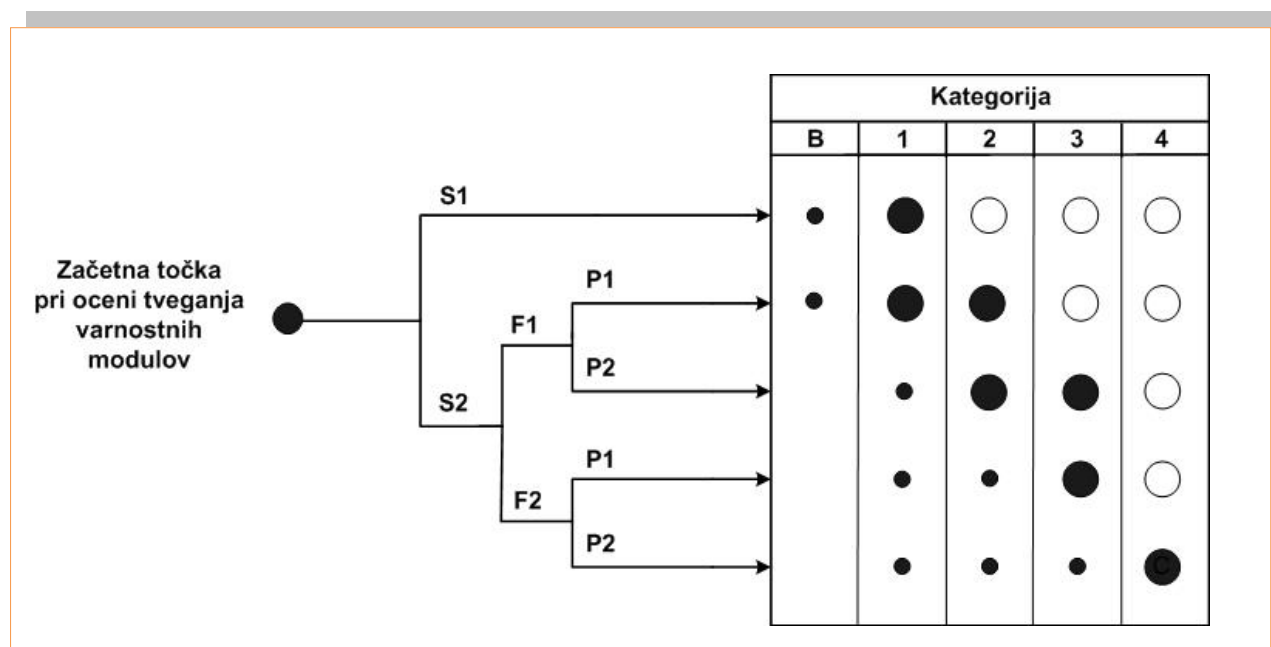 Kategorija
B 1 2 3 4
S1
Začetna točka
pri oceni tveganja
varnostnih
modulov
P1
F1
P2
S2
P1
F2
P2
C